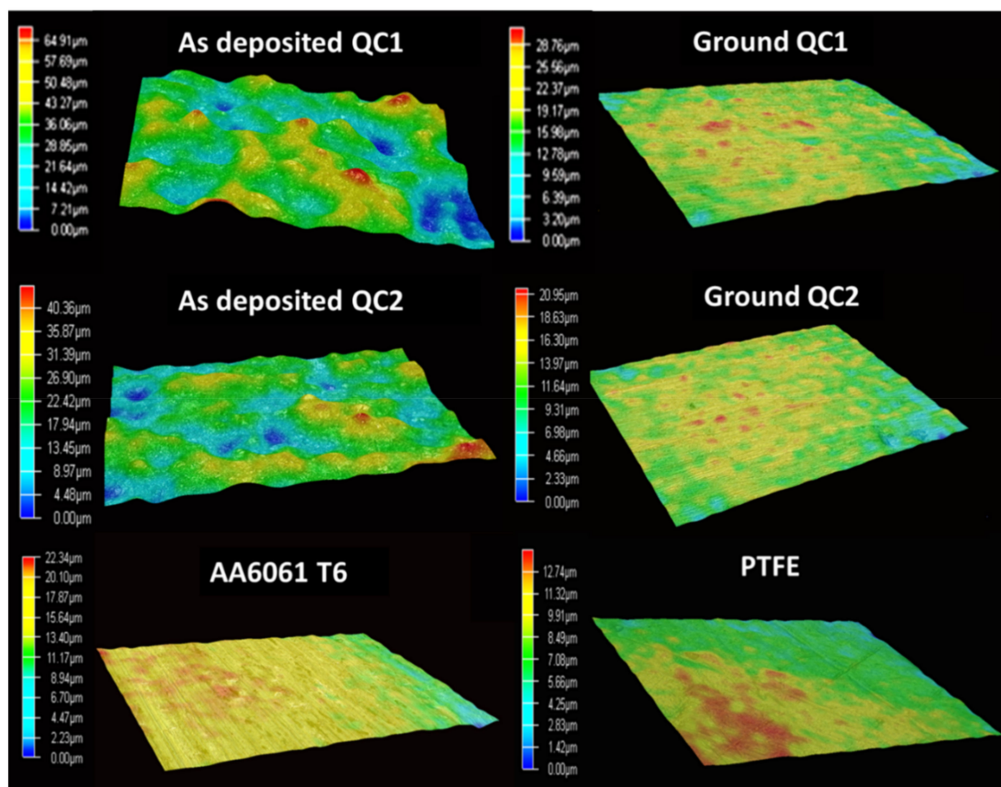 As deposited QC1
64.91µm
57.69µm
50.48µm
43.27µm
36.06µm
28.85µm
21.64µm
14.42µm
7.21µm
0.00µm
Ground QC1
28.76µm
25.56µm
22.37µm
19.17µm
15.98µm
12.78µm
9.59µm
6.39µm
3.20µm
0.00µm
As deposited QC2
40.36µm
35.87µm
31.39µm
26.90µm
22.42µm
17.94µm
13.45µm
8.97µm
4.48µm
0.00µm
Ground QC2
20.95µm
18.63µm
16.30µm
13.97µm
11.64µm
9.31µm
6.98µm
4.66µm
2.33µm
0.00µm
AA6061 T6
22.34µm
20.10µm
17.87µm
15.64µm
13.40µm
11.17µm
8.94µm
6.70µm
4.47µm
2.23µm
0.00µm
PTFE
12.74µm
11.32µm
9.91µm
8.49µm
7.08µm
5.66µm
4.25µm
2.83µm
1.42µm
0.00µm